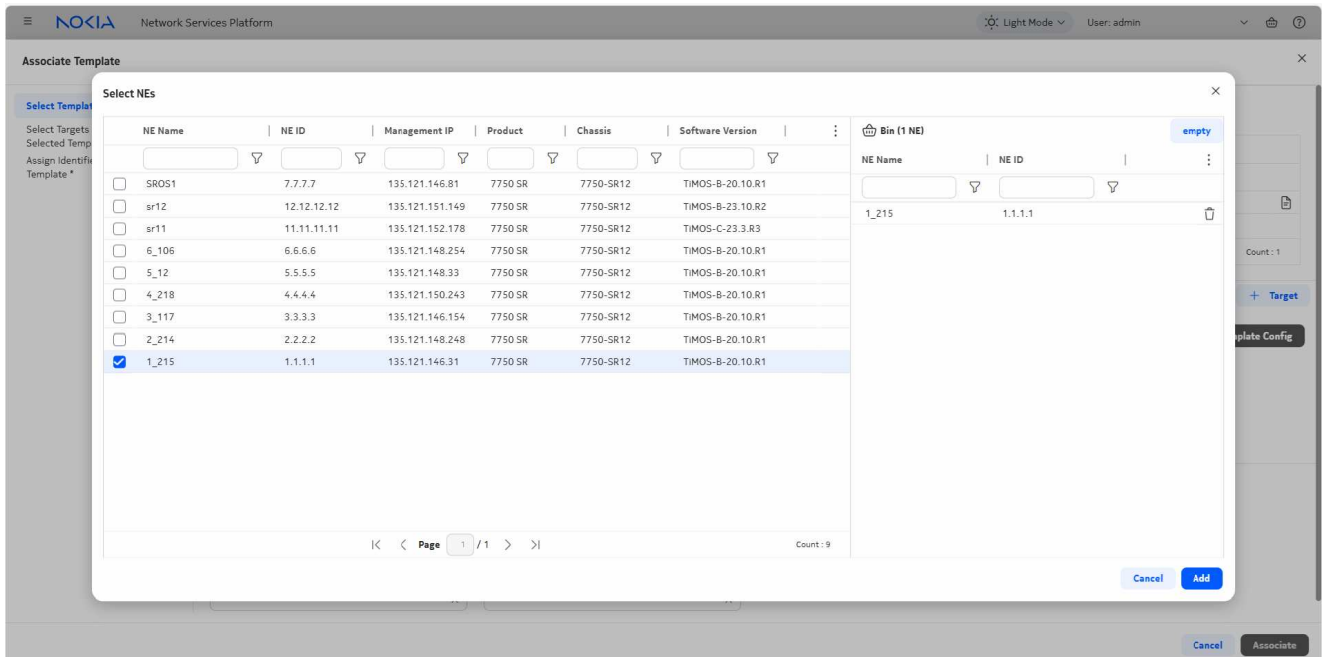 NOKIA Network Services Platform Light Mode User: admin
Associate Template
Select NEs
Select Templat
Select Targets
Selected Temp
Assign Identifie
Template *
NE Name NE ID Management IP Product Chassis Software Version
SROS1 7.7.7.7 135.121.146.81 7750 SR 7750-SR12 TiMOS-B-20.10.R1
sr12 12.12.12.12 135.121.151.149 7750 SR 7750-SR12 TiMOS-B-23.10.R2
sr11 11.11.11.11 135.121.152.178 7750 SR 7750-SR12 TiMOS-C-23.3.R3
6_106 6.6.6.6 135.121.148.254 7750 SR 7750-SR12 TiMOS-B-20.10.R1
5_12 5.5.5.5 135.121.148.33 7750 SR 7750-SR12 TiMOS-B-20.10.R1
4_218 4.4.4.4 135.121.150.243 7750 SR 7750-SR12 TiMOS-B-20.10.R1
3_117 3.3.3.3 135.121.146.154 7750 SR 7750-SR12 TiMOS-B-20.10.R1
2_214 2.2.2.2 135.121.148.248 7750 SR 7750-SR12 TiMOS-B-20.10.R1
1_215 1.1.1.1 135.121.146.31 7750 SR 7750-SR12 TiMOS-B-20.10.R1
Page 1 / 1 Count : 9
Bin (1 NE) empty
NE Name NE ID
1_215 1.1.1.1
Cancel Add
Count : 1
+ Target
mplate Config
Cancel Associate